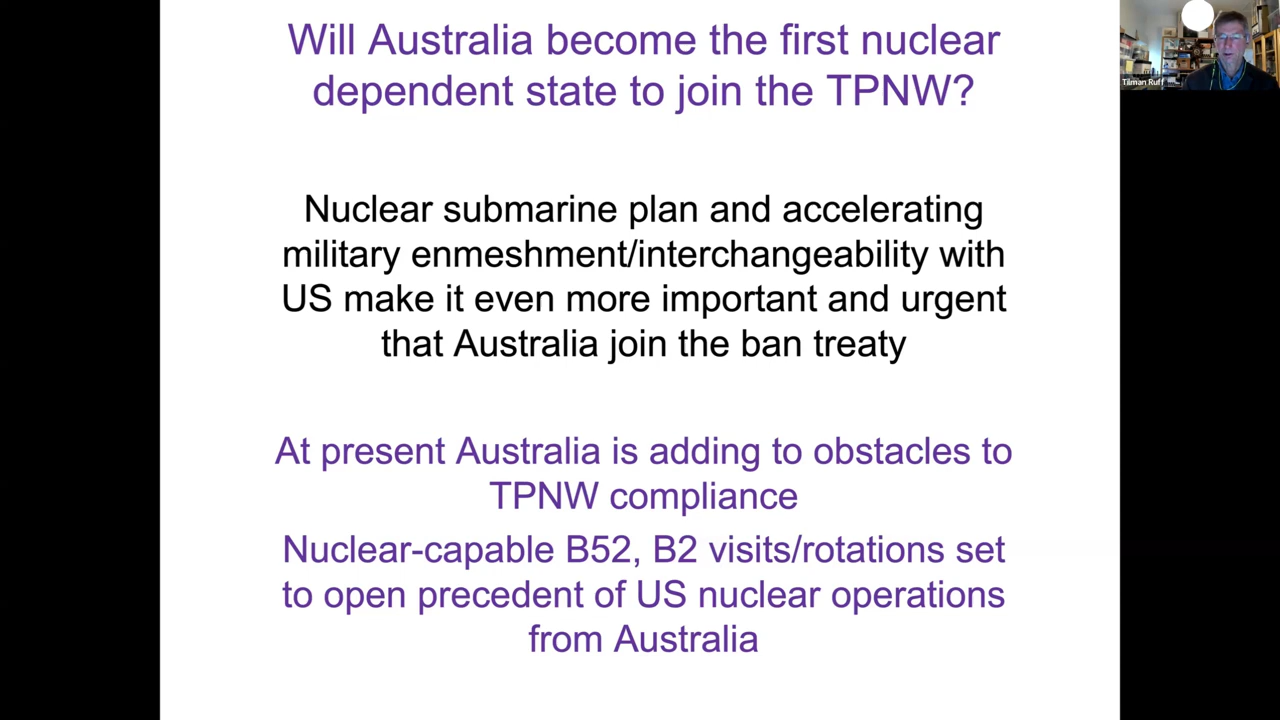 Will Australia become the first nuclear
dependent state to join the TPNW?
Nuclear submarine plan and accelerating
military enmeshment/interchangeability with
US make it even more important and urgent
that Australia join the ban treaty
At present Australia is adding to obstacles to
TPNW compliance
Nuclear-capable B52, B2 visits/rotations set
to open precedent of US nuclear operations
from Australia
Tilman Ruff